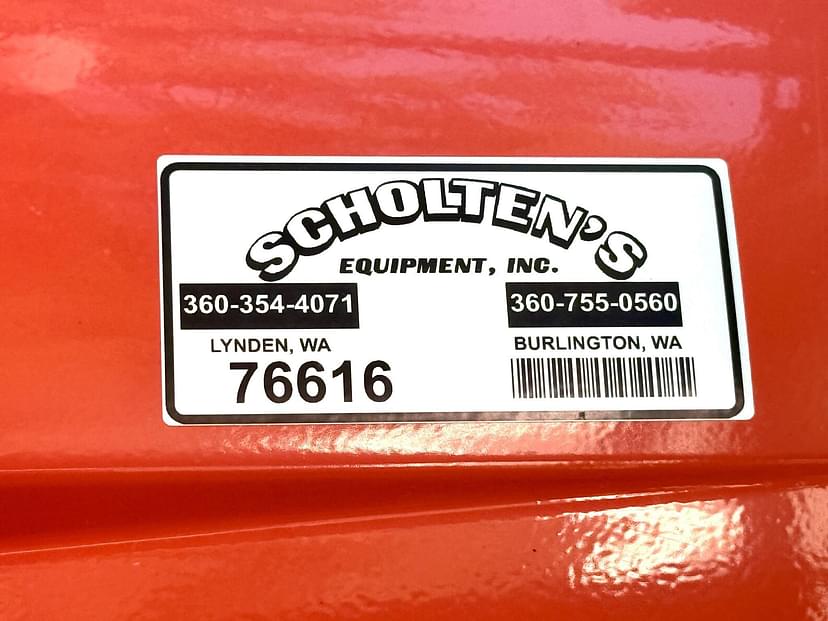 SCHOLTEN'S
EQUIPMENT, INC.
360-354-4071 360-755-0560
LYNDEN, WA BURLINGTON, WA
76616